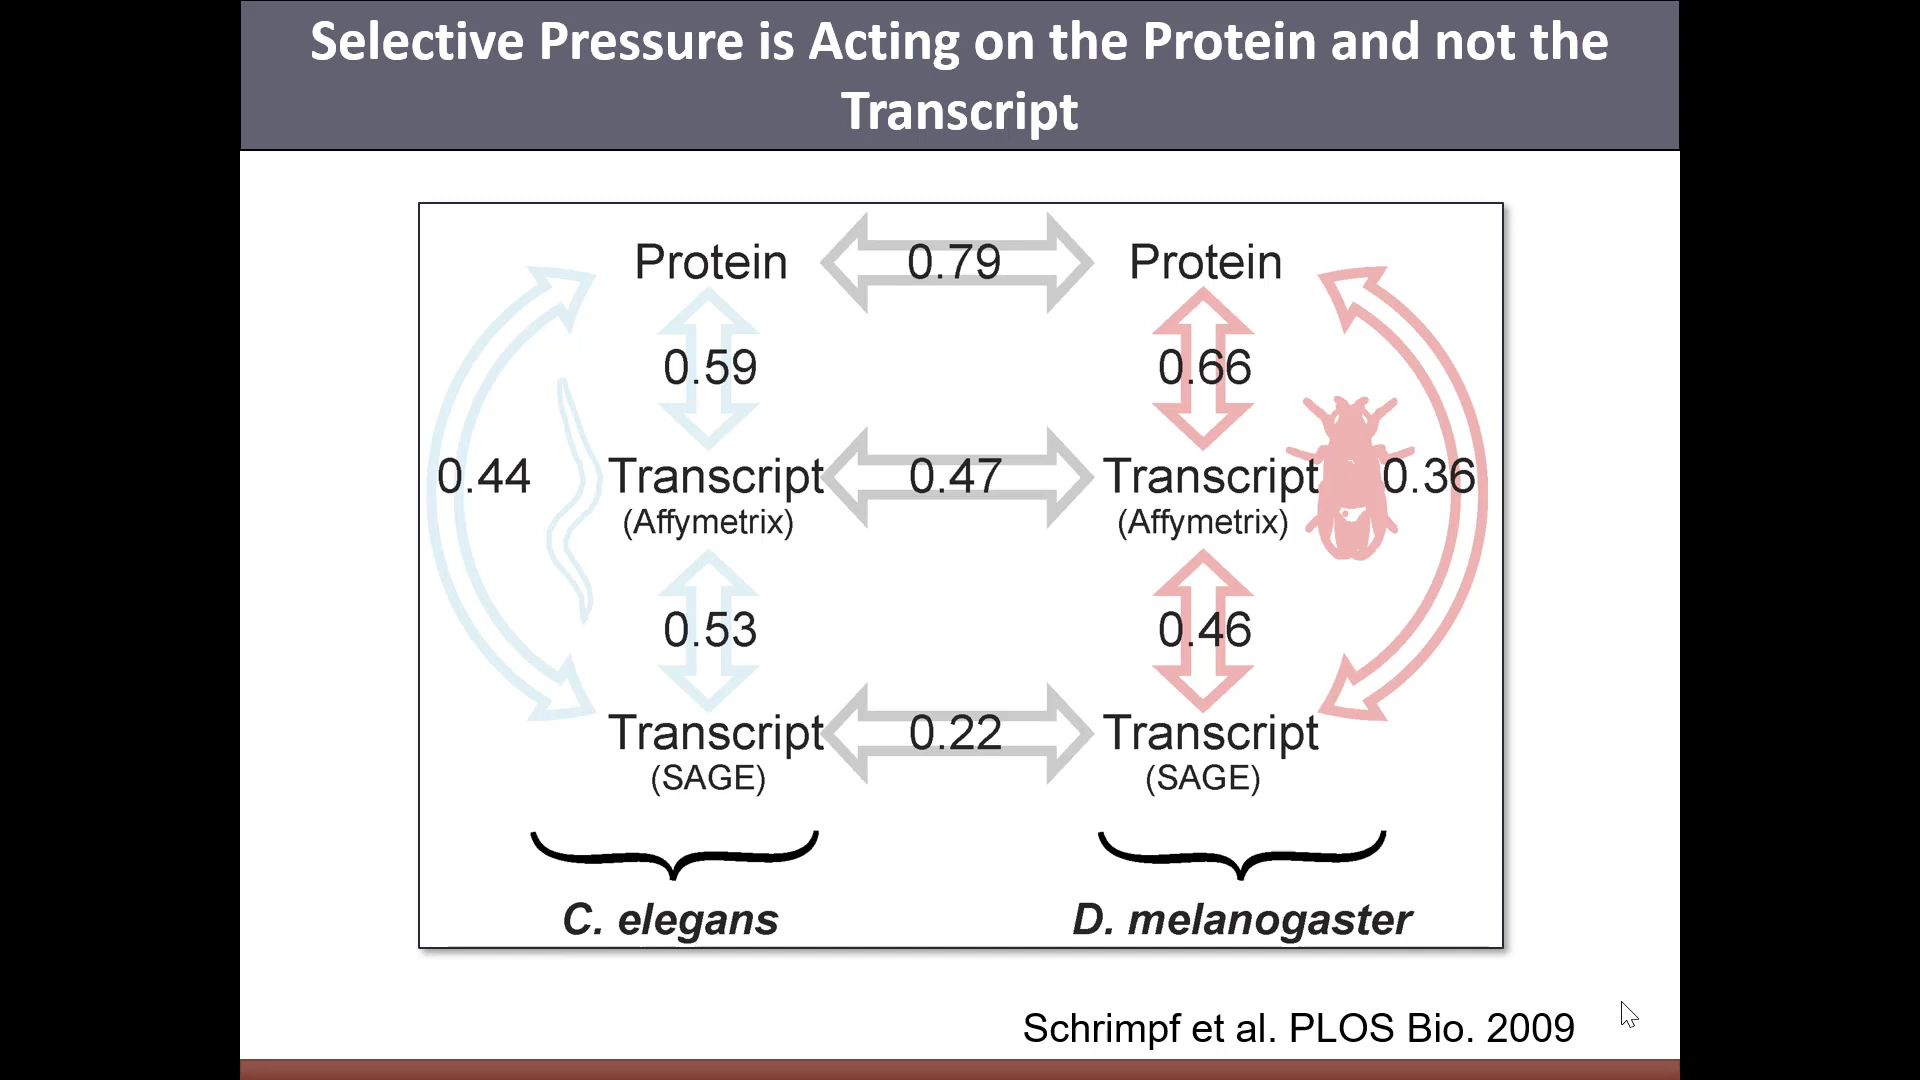 Selective Pressure is Acting on the Protein and not the
Transcript
Protein 0.79 Protein
0.59 0.66
0.44 Transcript 0.47 Transcript 0.36
(Affymetrix) (Affymetrix)
0.53 0.46
Transcript 0.22 Transcript
(SAGE) (SAGE)
C. elegans D. melanogaster
Schrimpf et al. PLOS Bio. 2009